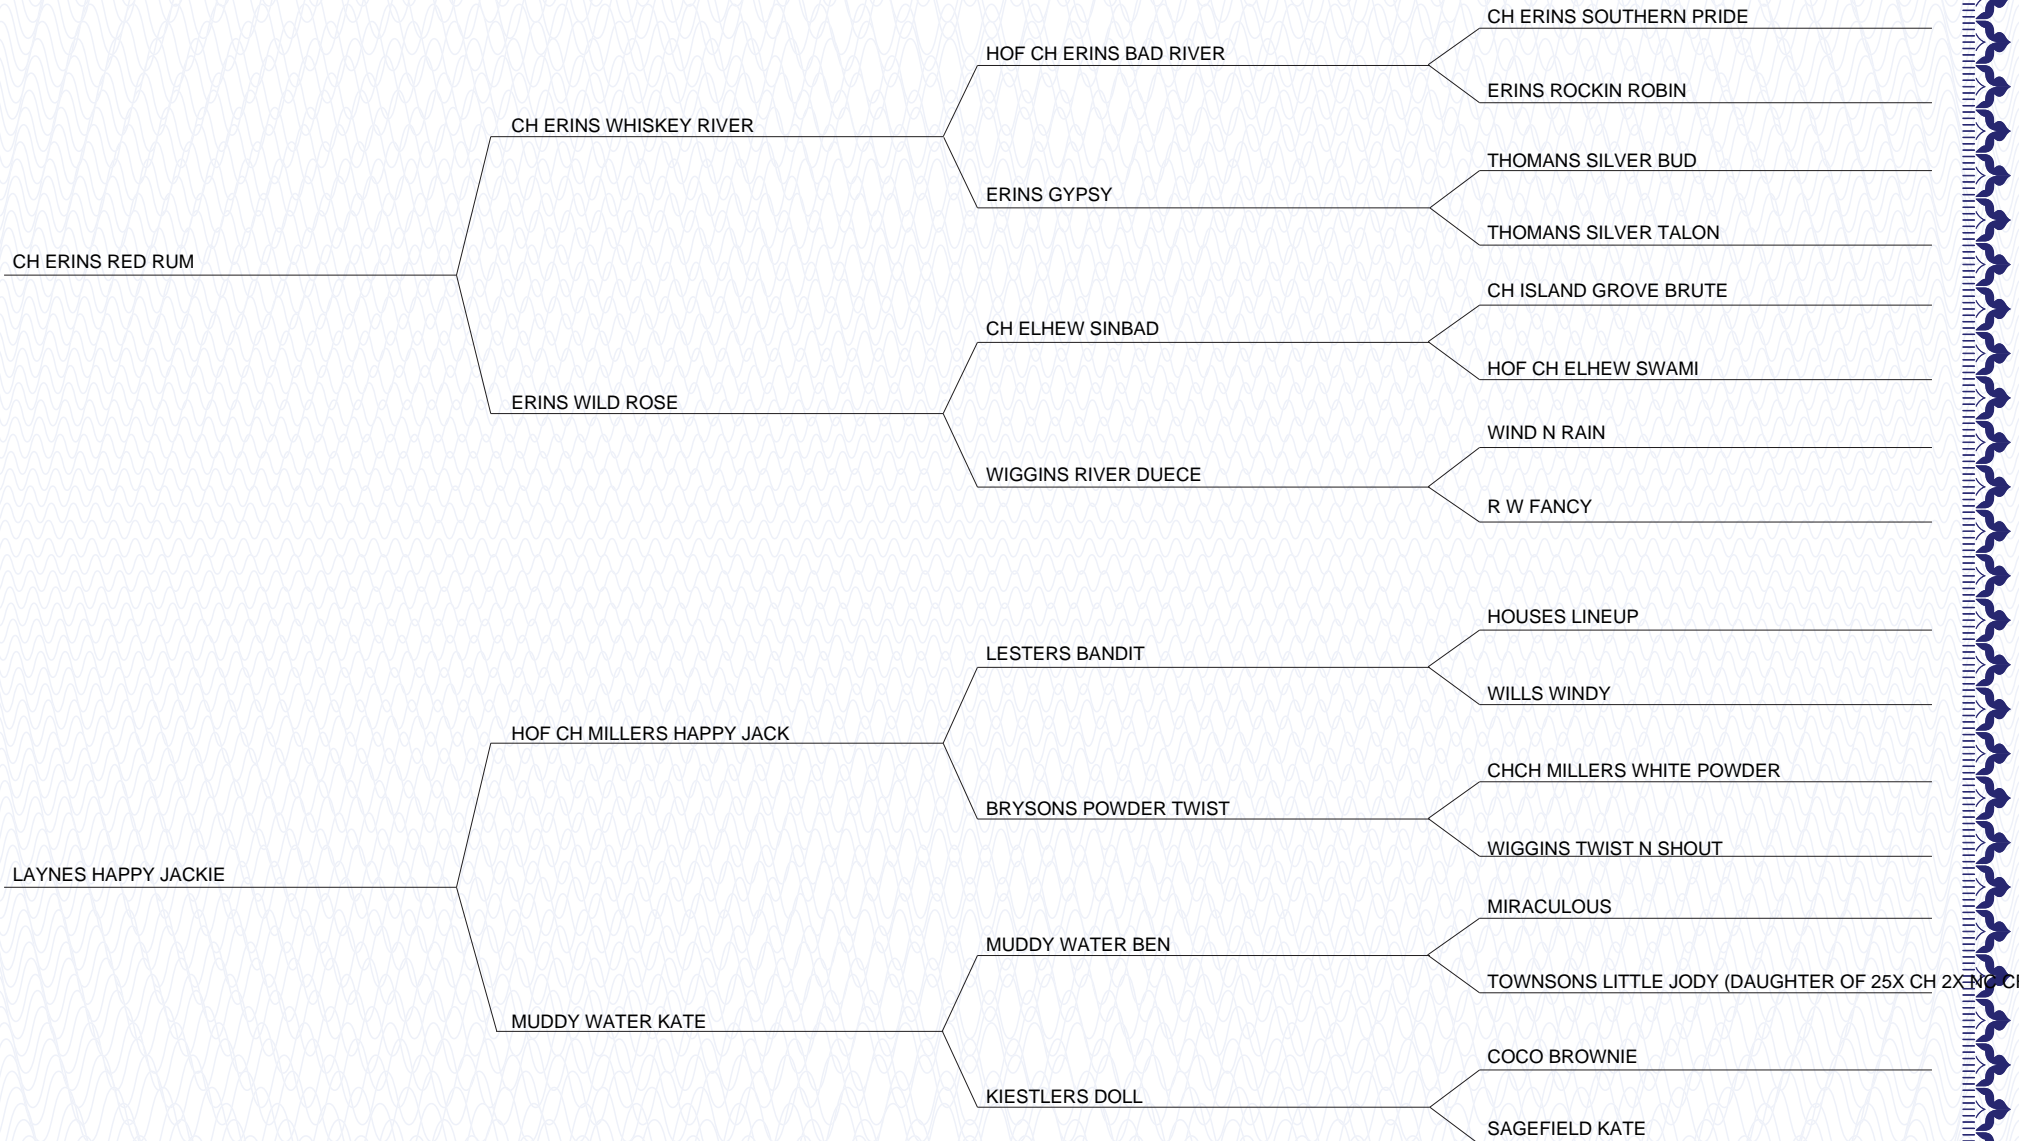 CH ERINS SOUTHERN PRIDE
HOF CH ERINS BAD RIVER
ERINS ROCKIN ROBIN
CH ERINS WHISKEY RIVER
THOMANS SILVER BUD
ERINS GYPSY
THOMANS SILVER TALON
CH ERINS RED RUM
CH ISLAND GROVE BRUTE
CH ELHEW SINBAD
HOF CH ELHEW SWAMI
ERINS WILD ROSE
WIND N RAIN
WIGGINS RIVER DUECE
R W FANCY
HOUSES LINEUP
LESTERS BANDIT
WILLS WINDY
HOF CH MILLERS HAPPY JACK
CHCH MILLERS WHITE POWDER
BRYSONS POWDER TWIST
WIGGINS TWIST N SHOUT
LAYNES HAPPY JACKIE
MIRACULOUS
MUDDY WATER BEN
TOWNSONS LITTLE JODY (DAUGHTER OF 25X CH 2X NC
MUDDY WATER KATE
COCO BROWNIE
KIESTLERS DOLL
SAGEFIELD KATE